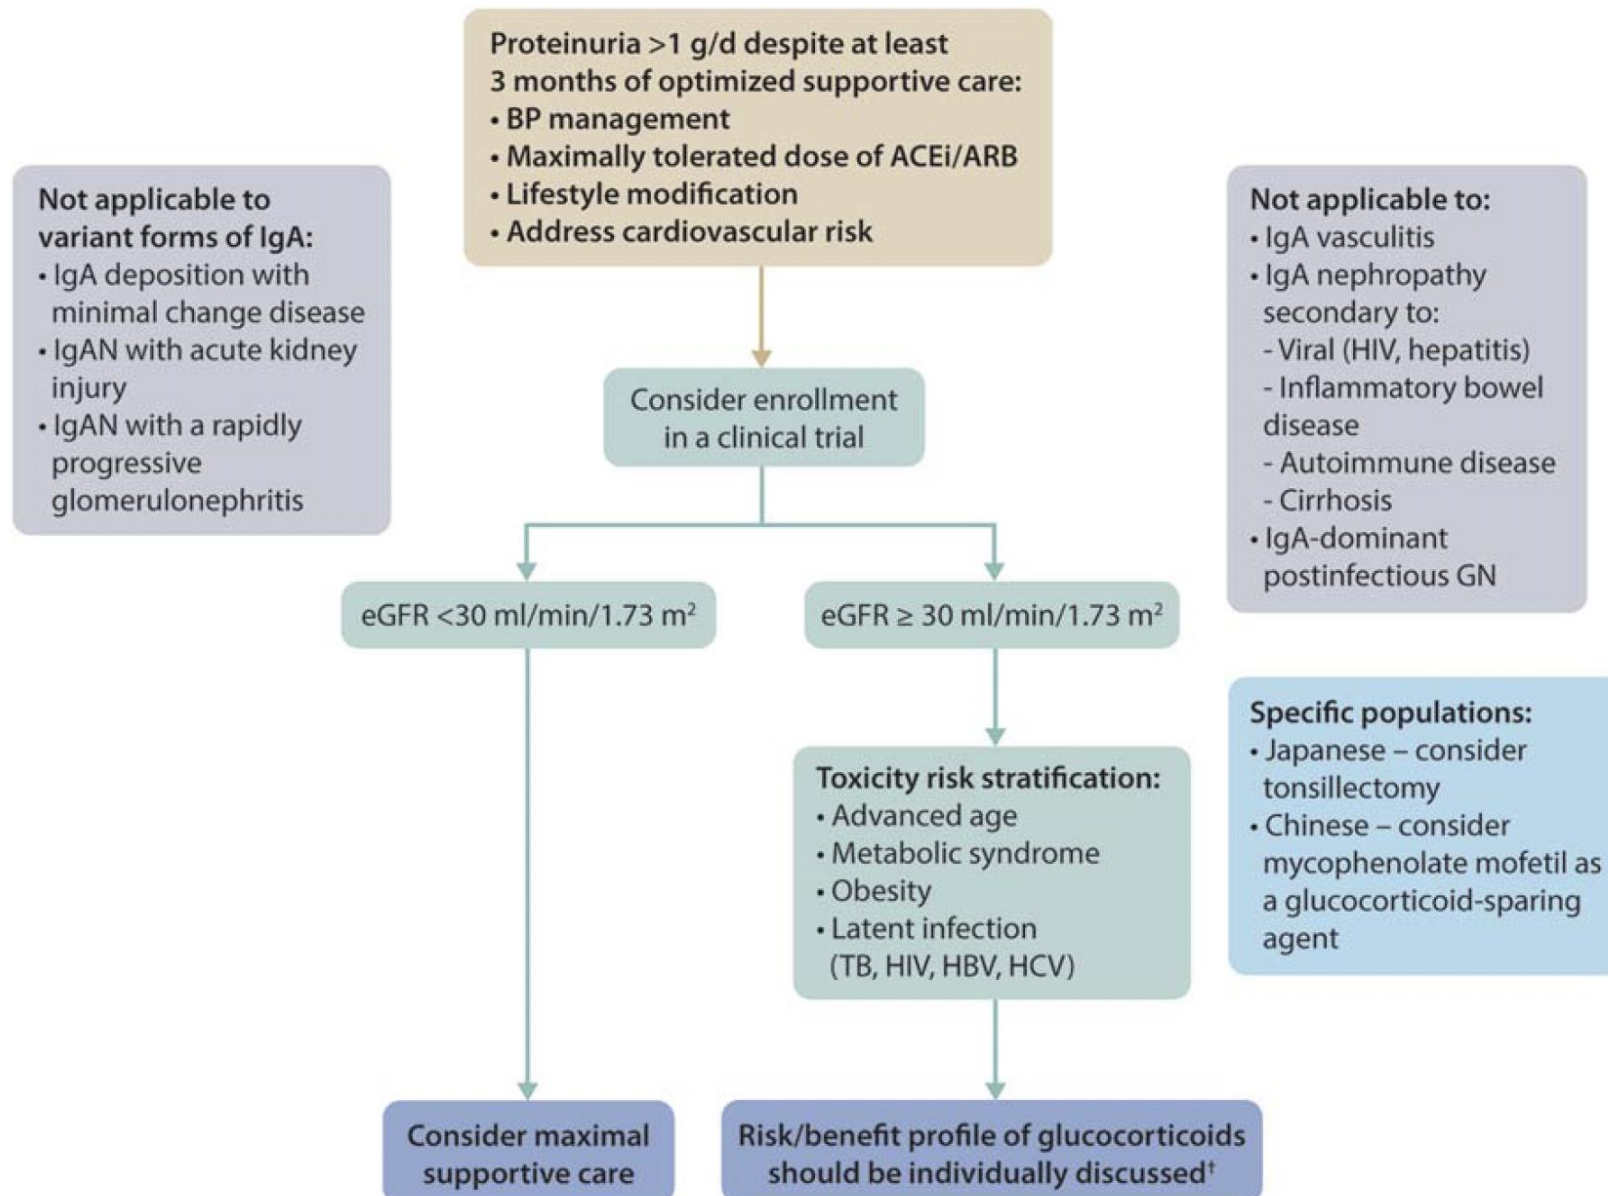 Proteinuria >1 g/d despite at least
3 months of optimized supportive care:
• BP management
• Maximally tolerated dose of ACEi/ARB
• Lifestyle modification
• Address cardiovascular risk
Not applicable to
variant forms of IgA:
• IgA deposition with
minimal change disease
• IgAN with acute kidney
injury
• IgAN with a rapidly
progressive
glomerulonephritis
Not applicable to:
• IgA vasculitis
• IgA nephropathy
secondary to:
- Viral (HIV, hepatitis)
- Inflammatory bowel
disease
- Autoimmune disease
- Cirrhosis
• IgA-dominant
postinfectious GN
Consider enrollment
in a clinical trial
eGFR <30 ml/min/1.73 m²
eGFR ≥ 30 ml/min/1.73 m²
Toxicity risk stratification:
• Advanced age
• Metabolic syndrome
• Obesity
• Latent infection
(TB, HIV, HBV, HCV)
Specific populations:
• Japanese – consider
tonsillectomy
• Chinese – consider
mycophenolate mofetil as
a glucocorticoid-sparing
agent
Consider maximal
supportive care
Risk/benefit profile of glucocorticoids
should be individually discussed†